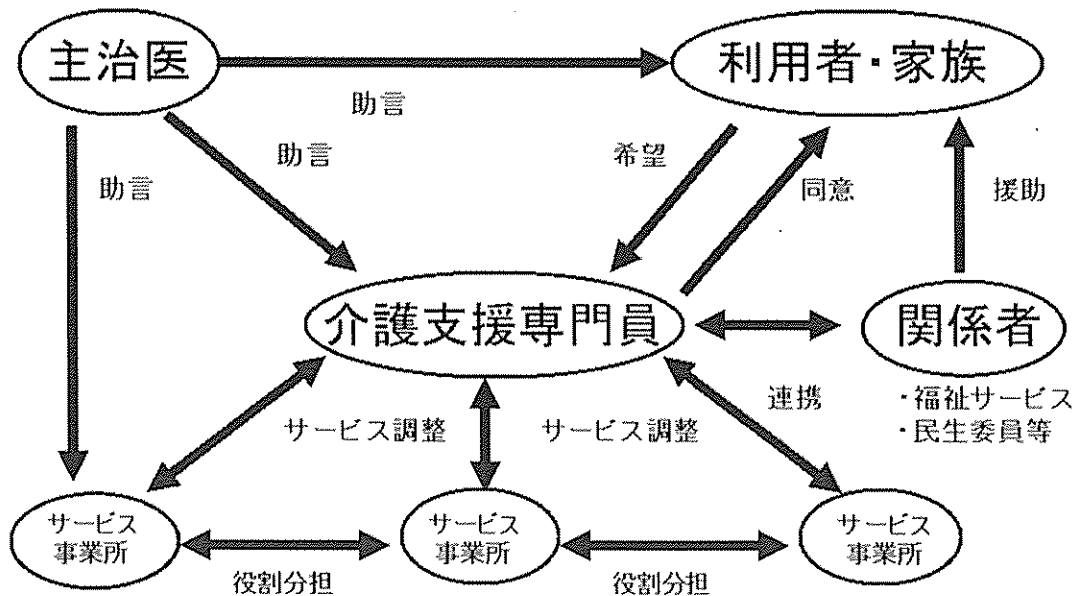 主治医
利用者・家族
助言
助言
助言
希望
同意
援助
介護支援専門員
関係者
・福祉サービス
・民生委員等
連携
サービス調整
サービス調整
サービス
事業所
サービス
事業所
サービス
事業所
役割分担
役割分担